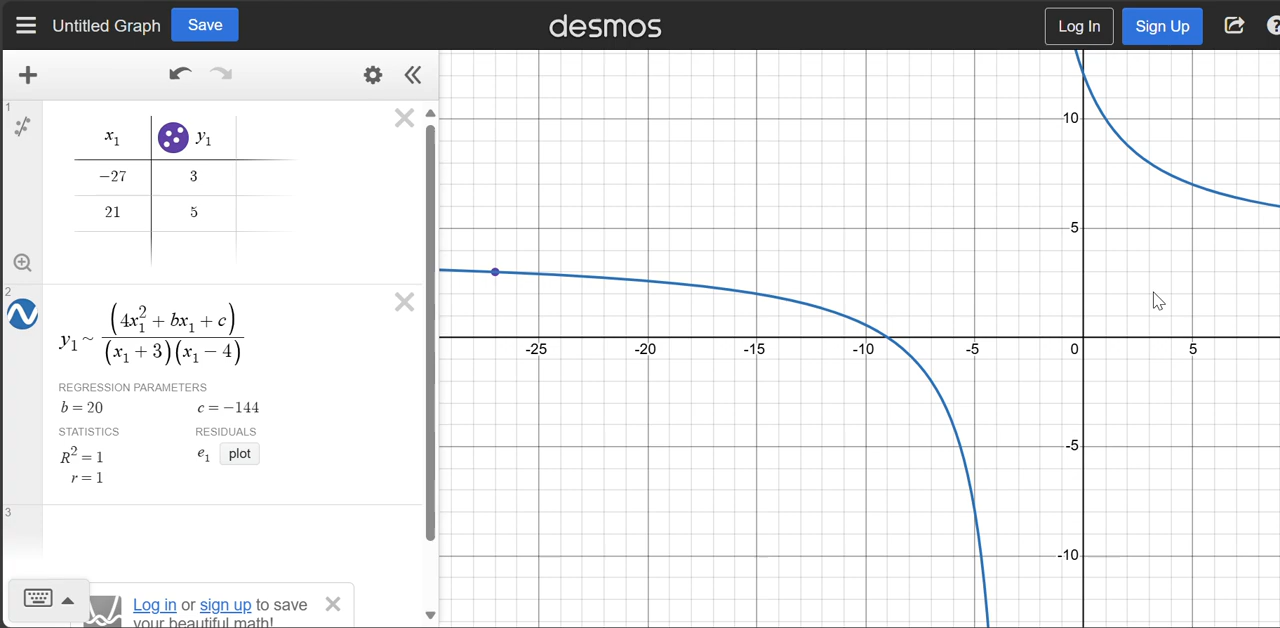 Untitled Graph Save desmos Log In Sign Up ?
1
x₁ y₁
−27 3
21 5
2
y₁ ~ (4x₁² + bx₁ + c) / (x₁ + 3)(x₁ − 4)
REGRESSION PARAMETERS
b = 20 c = −144
STATISTICS RESIDUALS
R² = 1 e₁ plot
r = 1
3
Log in or sign up to save
your beautiful math!
10
5
-25 -20 -15 -10 -5 0 5
-5
-10